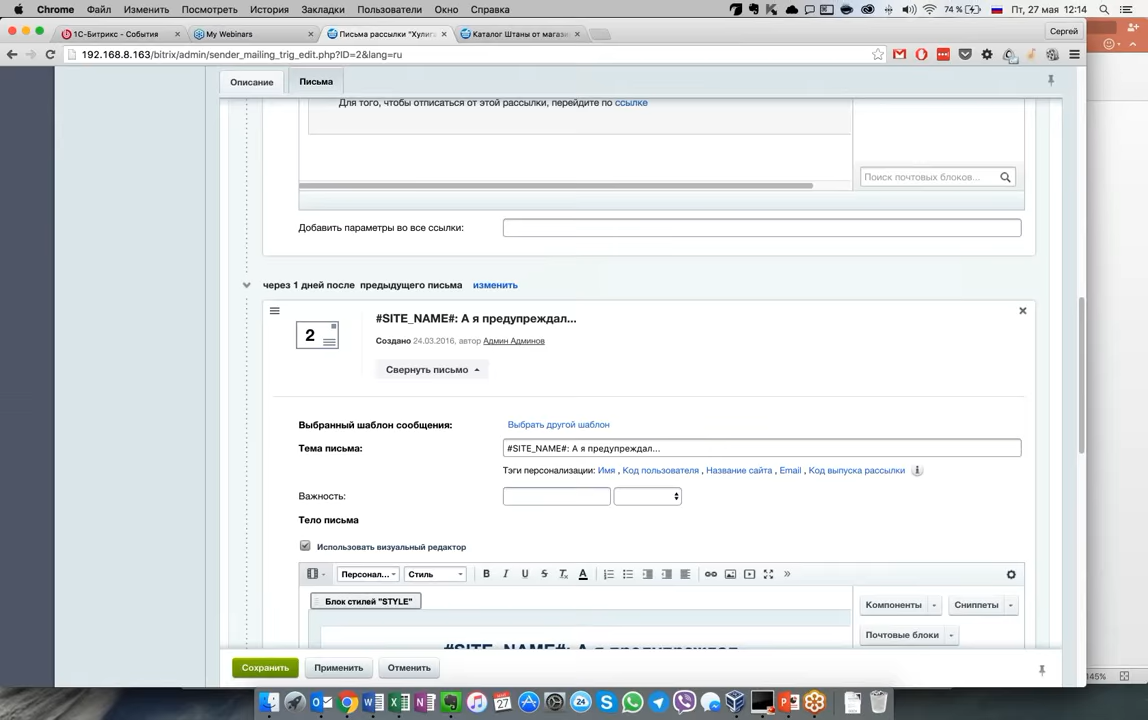 Chrome Файл Изменить Посмотреть История Закладки Пользователи Окно Справка 74 % Пт, 27 мая 12:14
1С-Битрикс - События My Webinars Письма рассылки "Хулига Каталог Штаны от магазин Сергей
192.168.8.163/bitrix/admin/sender_mailing_trig_edit.php?ID=2&lang=ru
Описание Письма
Для того, чтобы отписаться от этой рассылки, перейдите по ссылке
Поиск почтовых блоков...
Добавить параметры во все ссылки:
через 1 дней после предыдущего письма изменить
#SITE_NAME#: А я предупреждал...
2
Создано 24.03.2016, автор Админ Админов
Свернуть письмо
Выбранный шаблон сообщения: Выбрать другой шаблон
Тема письма: #SITE_NAME#: А я предупреждал...
Тэги персонализации: Имя , Код пользователя , Название сайта , Email , Код выпуска рассылки
Важность:
Тело письма
Использовать визуальный редактор
Персонал... Стиль B I U S T A
Блок стилей "STYLE" Компоненты Сниппеты
Почтовые блоки
#SITE_NAME#: А я предупреждал
Сохранить Применить Отменить
145%